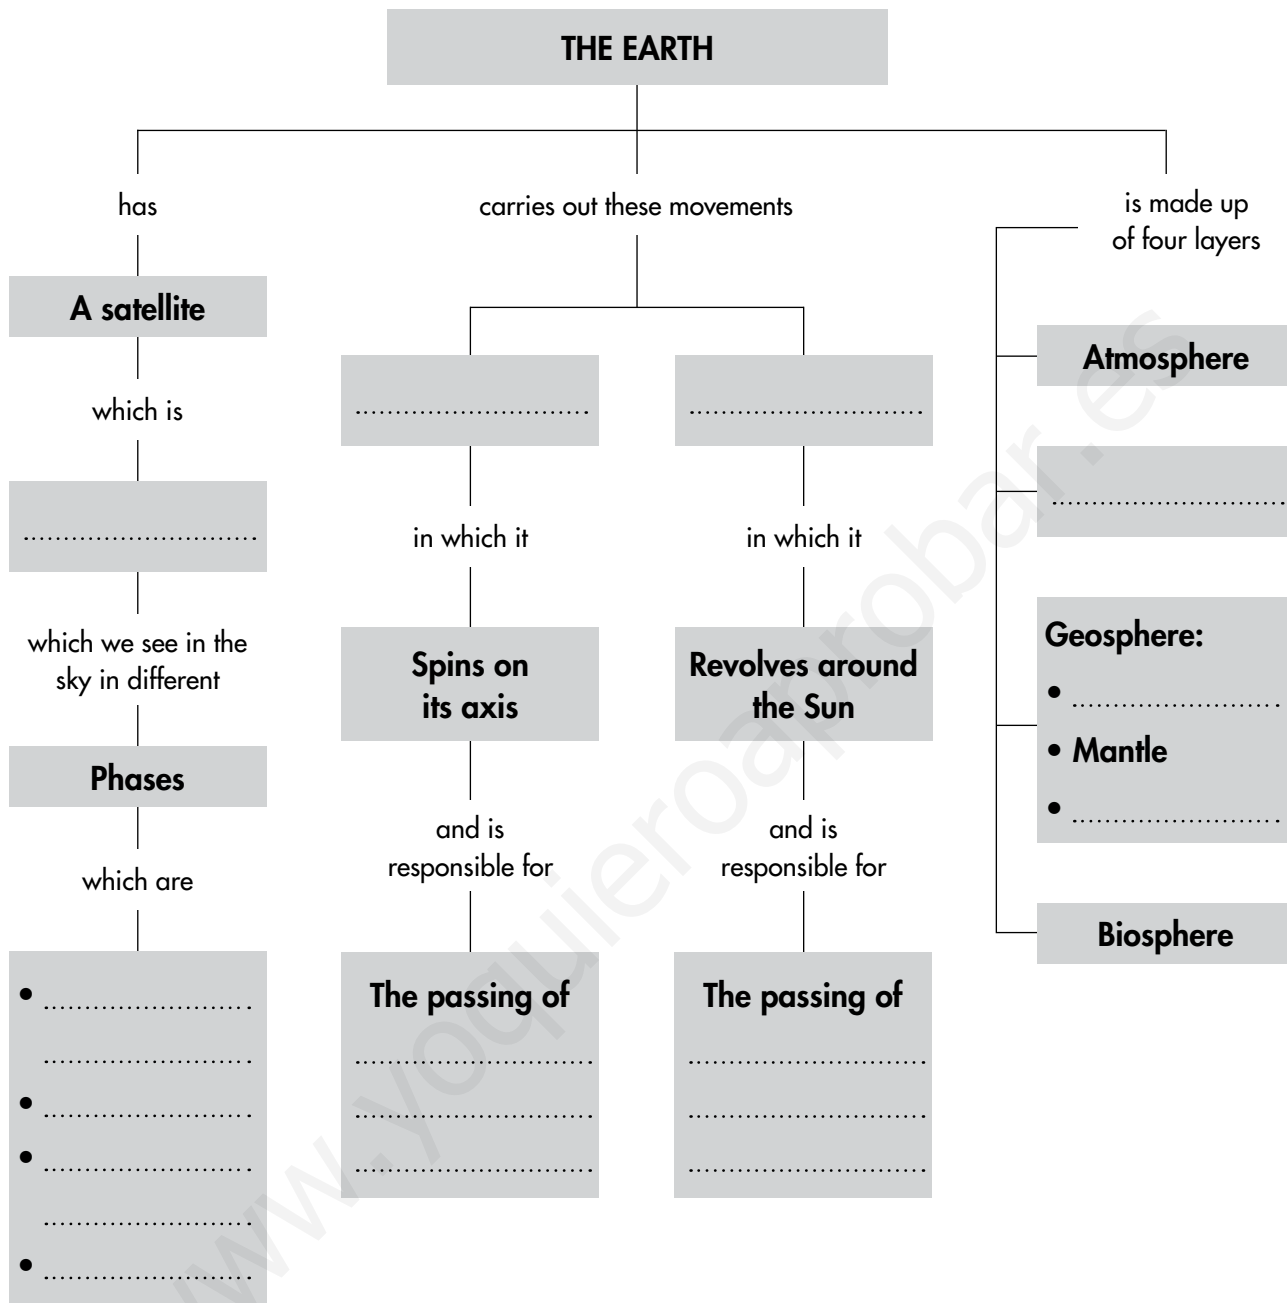 THE EARTH
has
A satellite
which is
..............................
which we see in the
sky in different
Phases
which are
• ..............................
..............................
• ..............................
• ..............................
..............................
• ..............................
carries out these movements
..............................
in which it
Spins on
its axis
and is
responsible for
The passing of
..............................
..............................
..............................
..............................
in which it
Revolves around
the Sun
and is
responsible for
The passing of
..............................
..............................
..............................
is made up
of four layers
Atmosphere
..............................
Geosphere:
• ..............................
• Mantle
• ..............................
Biosphere
www.yoquieroaprobar.es